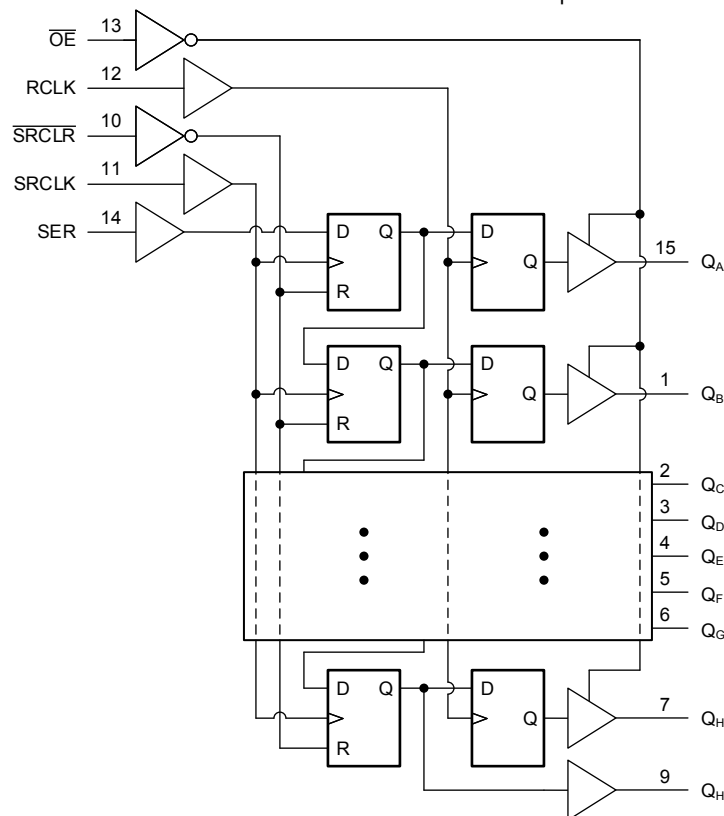 13
OE
12
RCLK
10
SRCLR
11
SRCLK
14
SER
D Q D
R Q
15
QA
D Q D
R Q
1
QB
2
QC
3
QD
4
QE
5
QF
6
QG
D Q D
R Q
7
QH
9
QH